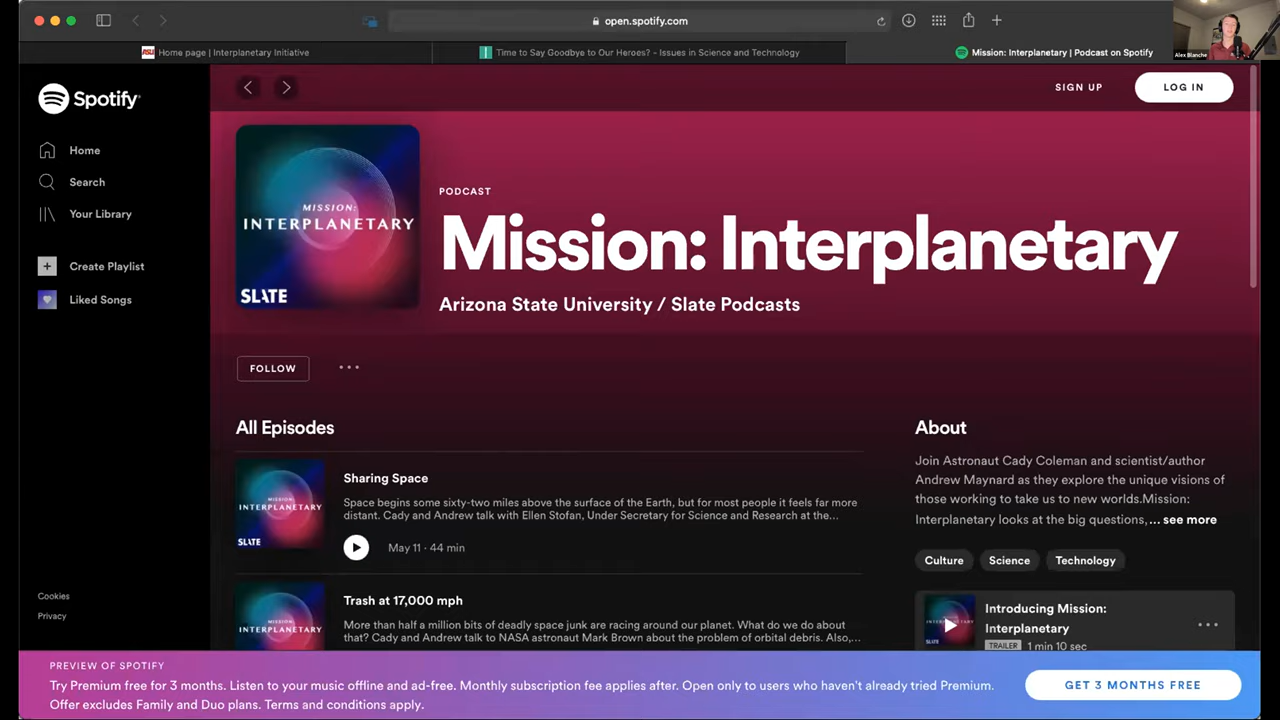 open.spotify.com
ASU Home page | Interplanetary Initiative
Time to Say Goodbye to Our Heroes? - Issues in Science and Technology
Mission: Interplanetary | Podcast on Spotify
Alex Blanche
Spotify
Home
Search
Your Library
Create Playlist
Liked Songs
Cookies
Privacy
SIGN UP
LOG IN
MISSION:
INTERPLANETARY
SLATE
PODCAST
Mission: Interplanetary
Arizona State University / Slate Podcasts
FOLLOW
All Episodes
MISSION:
INTERPLANETARY
SLATE
Sharing Space
Space begins some sixty-two miles above the surface of the Earth, but for most people it feels far more
distant. Cady and Andrew talk with Ellen Stofan, Under Secretary for Science and Research at the...
May 11 · 44 min
MISSION:
INTERPLANETARY
Trash at 17,000 mph
More than half a million bits of deadly space junk are racing around our planet. What do we do about
that? Cady and Andrew talk to NASA astronaut Mark Brown about the problem of orbital debris. Also,...
About
Join Astronaut Cady Coleman and scientist/author
Andrew Maynard as they explore the unique visions of
those working to take us to new worlds.Mission:
Interplanetary looks at the big questions, ... see more
Culture
Science
Technology
INTERPLANETARY
SLATE
Introducing Mission:
Interplanetary
TRAILER 1 min 10 sec
PREVIEW OF SPOTIFY
Try Premium free for 3 months. Listen to your music offline and ad-free. Monthly subscription fee applies after. Open only to users who haven't already tried Premium.
Offer excludes Family and Duo plans. Terms and conditions apply.
GET 3 MONTHS FREE